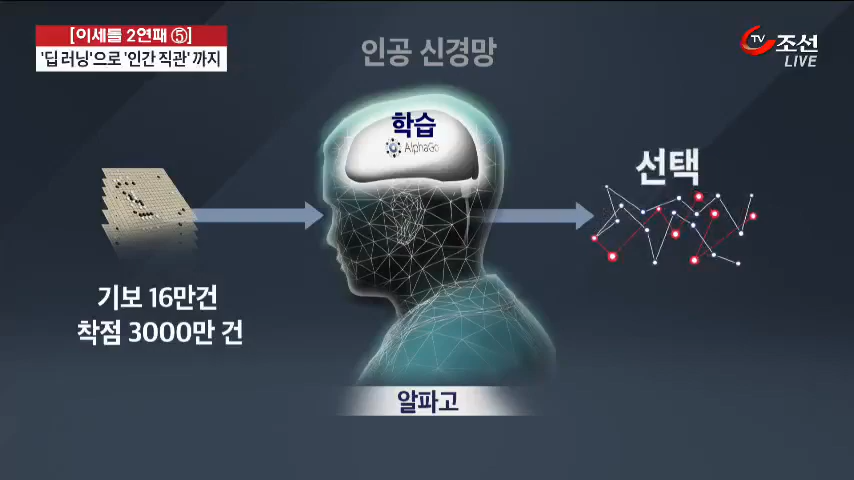 [이세돌 2연패 ⑤]
'딥 러닝'으로 '인간 직관' 까지
인공 신경망
TV조선
LIVE
학습
AlphaGo
선택
기보 16만건
착점 3000만 건
알파고